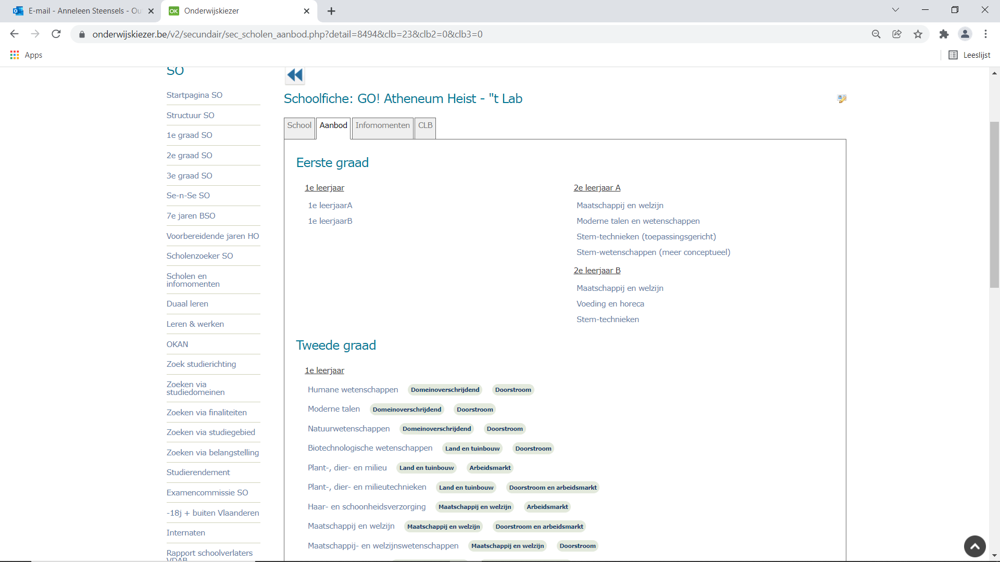 E-mail - Anneleen Steensels - Ou
OK Onderwijskiezer
onderwijskiezer.be/v2/secundair/sec_scholen_aanbod.php?detail=8494&clb=23&clb2=0&clb3=0
Apps
Leeslijst
SO
Startpagina SO
Structuur SO
1e graad SO
2e graad SO
3e graad SO
Se-n-Se SO
7e jaren BSO
Voorbereidende jaren HO
Scholenzoeker SO
Scholen en
infomomenten
Duaal leren
Leren & werken
OKAN
Zoek studierichting
Zoeken via
studiedomeinen
Zoeken via finaliteiten
Zoeken via studiegebied
Zoeken via belangstelling
Studierendement
Examencommissie SO
-18j + buiten Vlaanderen
Internaten
Rapport schoolverlaters
VDAB
Schoolfiche: GO! Atheneum Heist - "t Lab
School Aanbod Infomomenten CLB
Eerste graad
1e leerjaar
1e leerjaarA
1e leerjaarB
2e leerjaar A
Maatschappij en welzijn
Moderne talen en wetenschappen
Stem-technieken (toepassingsgericht)
Stem-wetenschappen (meer conceptueel)
2e leerjaar B
Maatschappij en welzijn
Voeding en horeca
Stem-technieken
Tweede graad
1e leerjaar
Humane wetenschappen Domeinoverschrijdend Doorstroom
Moderne talen Domeinoverschrijdend Doorstroom
Natuurwetenschappen Domeinoverschrijdend Doorstroom
Biotechnologische wetenschappen Land en tuinbouw Doorstroom
Plant-, dier- en milieu Land en tuinbouw Arbeidsmarkt
Plant-, dier- en milieutechnieken Land en tuinbouw Doorstroom en arbeidsmarkt
Haar- en schoonheidsverzorging Maatschappij en welzijn Arbeidsmarkt
Maatschappij en welzijn Maatschappij en welzijn Doorstroom en arbeidsmarkt
Maatschappij- en welzijnswetenschappen Maatschappij en welzijn Doorstroom